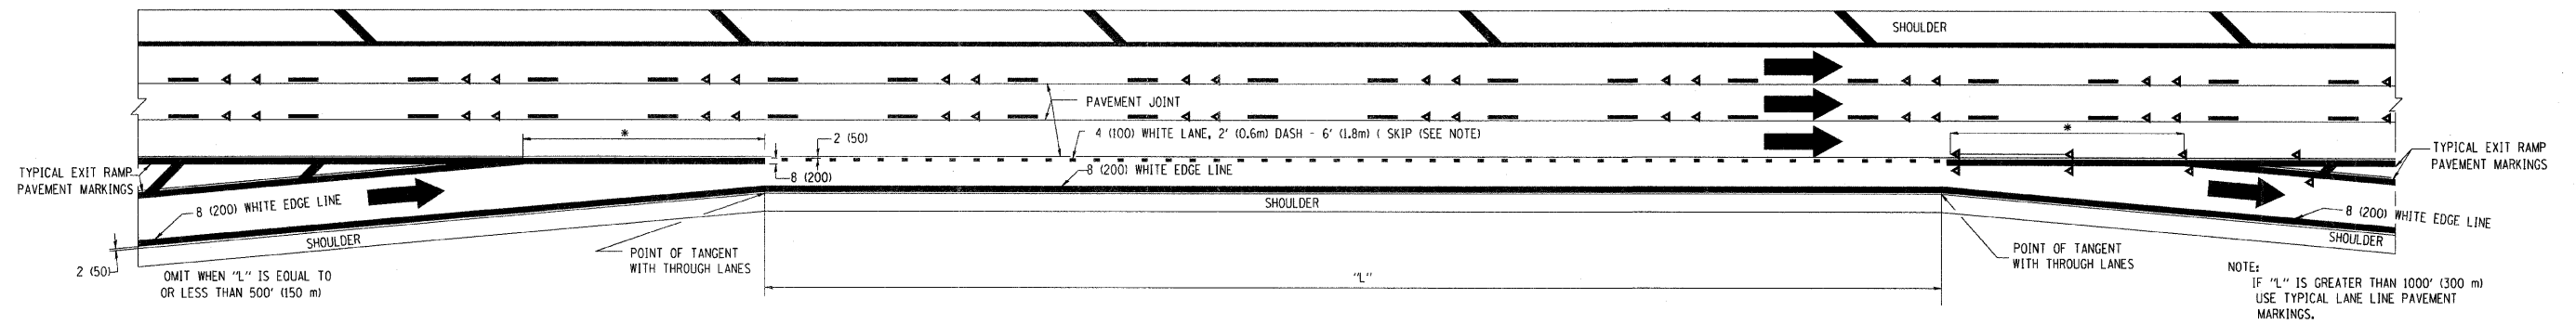 SHOULDER
PAVEMENT JOINT
*
2 (50)
4 (100) WHITE LANE, 2' (0.6m) DASH - 6' (1.8m) ( SKIP (SEE NOTE)
*
TYPICAL EXIT RAMP
PAVEMENT MARKINGS
8 (200)
8 (200) WHITE EDGE LINE
TYPICAL EXIT RAMP
PAVEMENT MARKINGS
8 (200) WHITE EDGE LINE
SHOULDER
8 (200) WHITE EDGE LINE
SHOULDER
SHOULDER
2 (50)
POINT OF TANGENT
WITH THROUGH LANES
POINT OF TANGENT
WITH THROUGH LANES
OMIT WHEN "L" IS EQUAL TO
OR LESS THAN 500' (150 m)
"L"
NOTE:
IF "L" IS GREATER THAN 1000' (300 m)
USE TYPICAL LANE LINE PAVEMENT
MARKINGS.